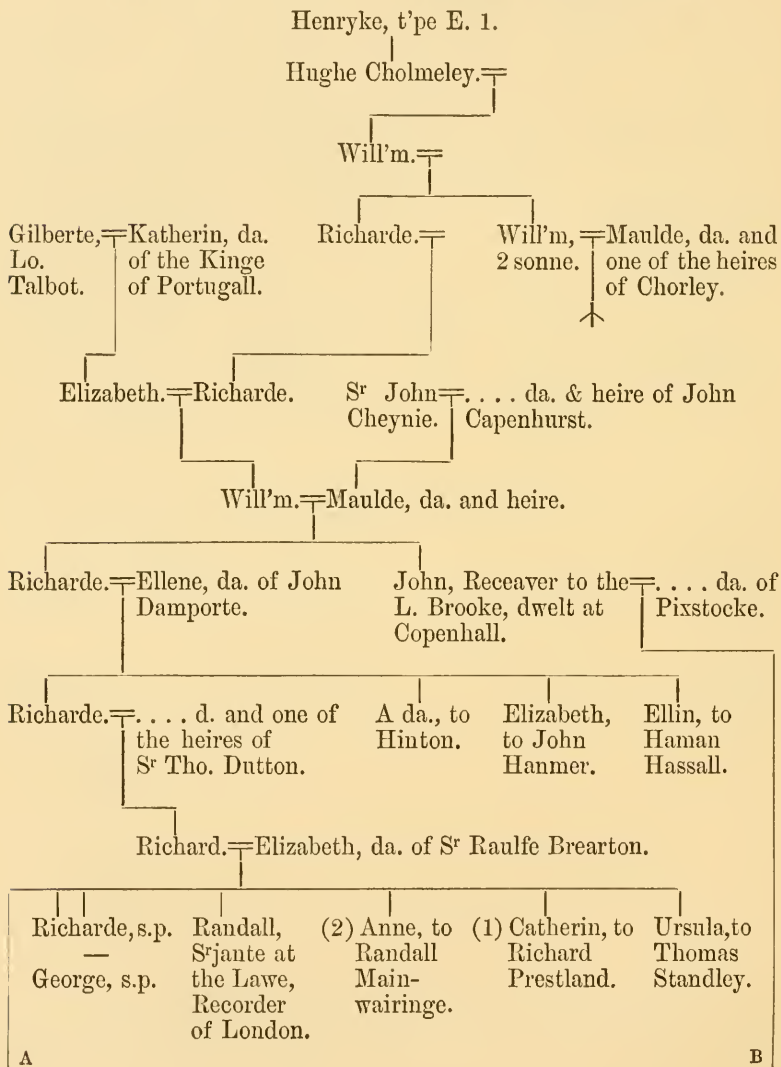 Henryke, t'pe E. 1.
Hughe Cholmeley.
Will'm.
Gilberte,
Lo.
Talbot.
Katherin, da.
of the Kinge
of Portugall.
Richarde.
Will'm,
2 sonne.
Maulde, da. and
one of the heires
of Chorley.
Elizabeth.
Richarde.
Sr John
Cheynie.
. . . . da. & heire of John
Capenhurst.
Will'm.
Maulde, da. and heire.
Richarde.
Ellene, da. of John
Damporte.
John, Receaver to the
L. Brooke, dwelt at
Copenhall.
. . . . da. of
Pixstocke.
Richarde.
. . . . d. and one of
the heires of
Sr Tho. Dutton.
A da., to
Hinton.
Elizabeth,
to John
Hanmer.
Ellin, to
Haman
Hassall.
Richard.
Elizabeth, da. of Sr Raulfe Brearton.
Richarde, s.p.
—
George, s.p.
Randall,
Srjante at
the Lawe,
Recorder
of London.
(2) Anne, to
Randall
Main-
wairinge.
(1) Catherin, to
Richard
Prestland.
Ursula, to
Thomas
Standley.
A
B